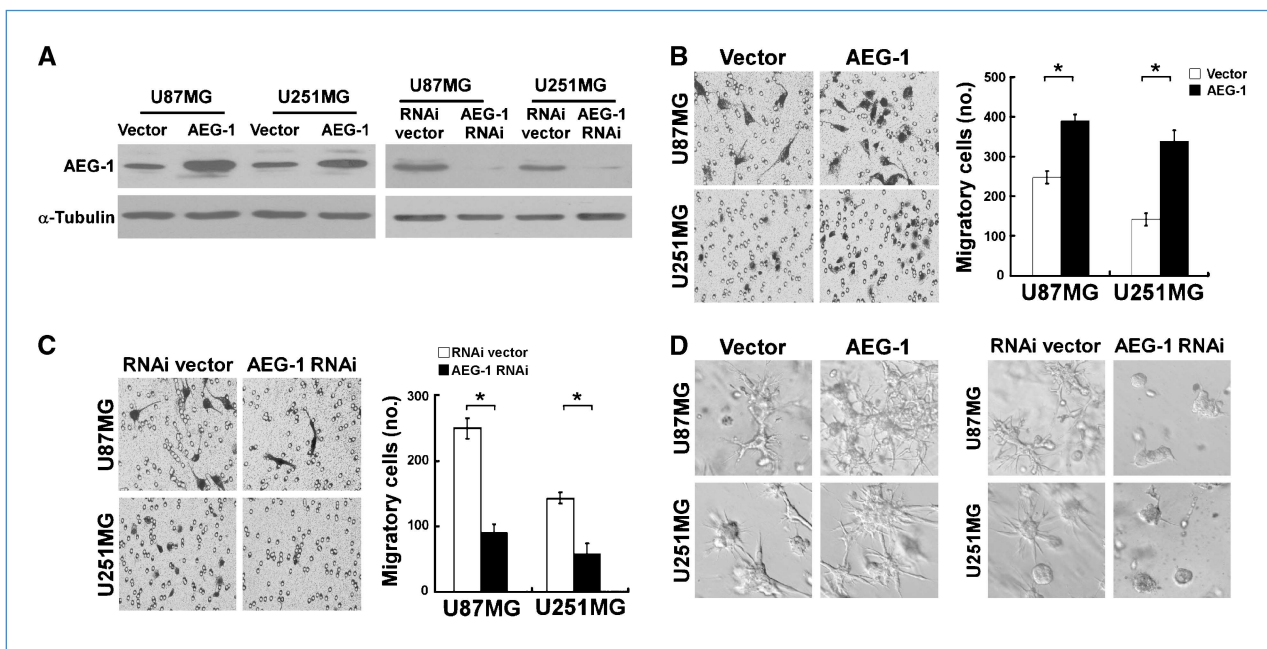 A
U87MG U251MG U87MG U251MG
Vector AEG-1 Vector AEG-1
RNAi AEG-1 RNAi AEG-1
vector RNAi vector RNAi
AEG-1
α-Tubulin
B
Vector AEG-1
U87MG
U251MG
Migratory cells (no.)
500
400
300
200
100
0
* *
Vector
AEG-1
U87MG U251MG
C
RNAi vector AEG-1 RNAi
U87MG
U251MG
RNAi vector
AEG-1 RNAi
Migratory cells (no.)
300
200
100
0
* *
U87MG U251MG
D
Vector AEG-1 RNAi vector AEG-1 RNAi
U87MG U87MG
U251MG U251MG